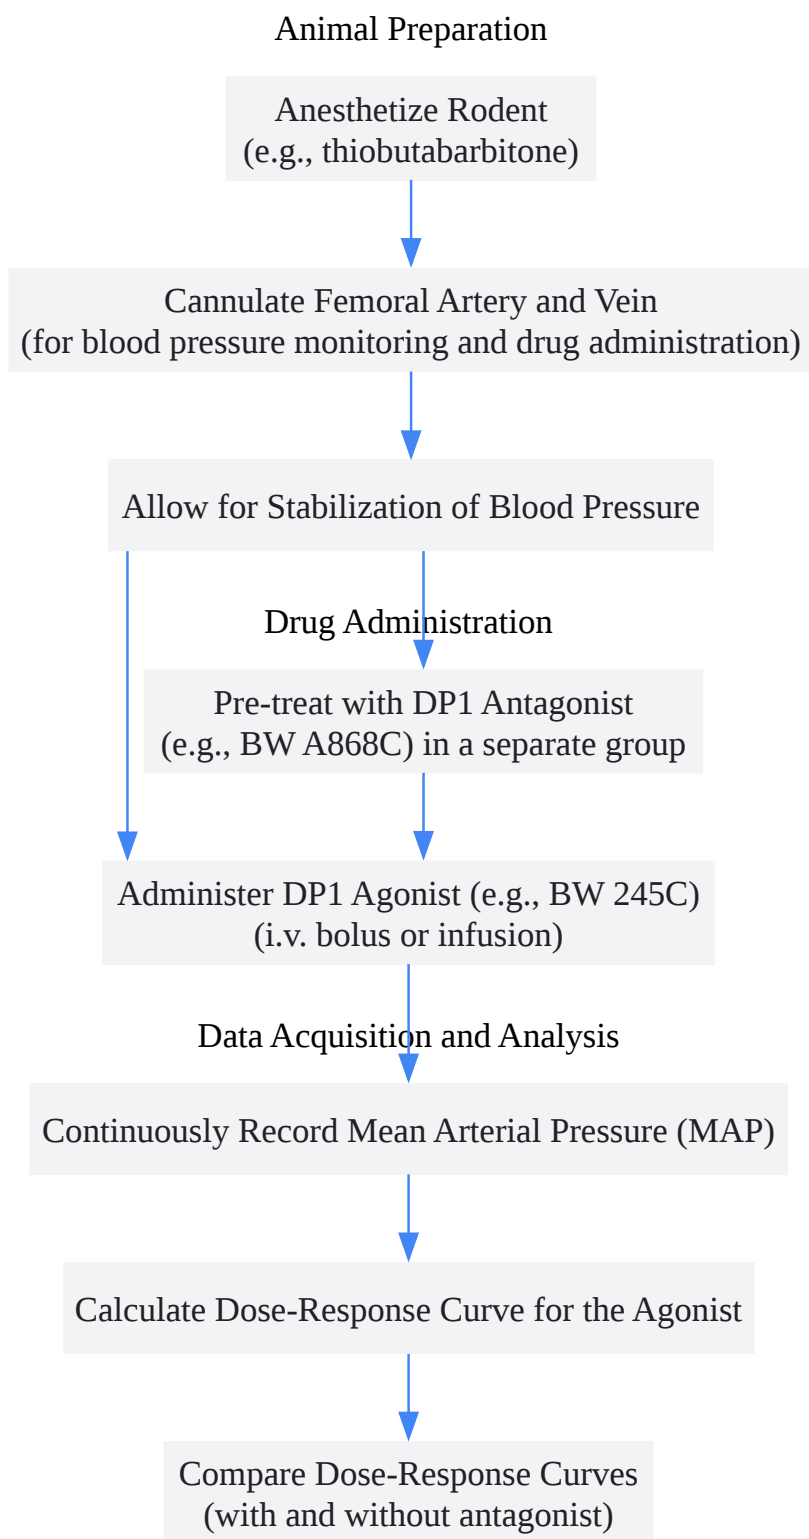 Animal Preparation
Anesthetize Rodent
(e.g., thiobutabarbitone)
Cannulate Femoral Artery and Vein
(for blood pressure monitoring and drug administration)
Allow for Stabilization of Blood Pressure
Drug Administration
Pre-treat with DP1 Antagonist
(e.g., BW A868C) in a separate group
Administer DP1 Agonist (e.g., BW 245C)
(i.v. bolus or infusion)
Data Acquisition and Analysis
Continuously Record Mean Arterial Pressure (MAP)
Calculate Dose-Response Curve for the Agonist
Compare Dose-Response Curves
(with and without antagonist)